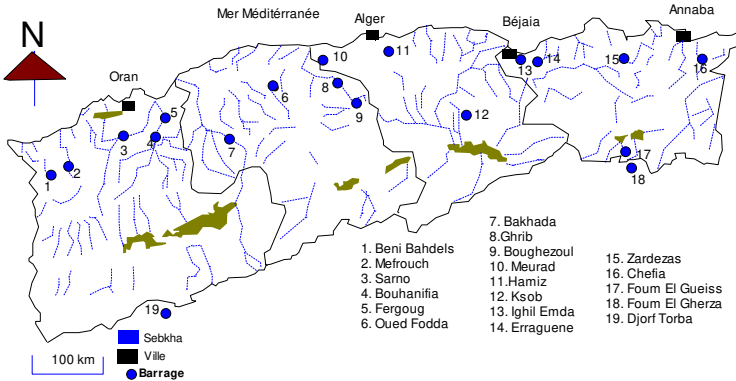 Mer Méditérranée
Alger
Béjaia
Annaba
N
Oran
10
11
13
14
15
16
8
6
9
5
12
3
4
7
17
1
2
18
19
1. Beni Bahdels
2. Mefrouch
3. Sarno
4. Bouhanifia
5. Fergoug
6. Oued Fodda
7. Bakhada
8.Ghrib
9. Boughezoul
10. Meurad
11.Hamiz
12. Ksob
13. Ighil Emda
14. Erraguene
15. Zardezas
16. Chefia
17. Foum El Gueiss
18. Foum El Gherza
19. Djorf Torba
Sebkha
Ville
Barrage
100 km